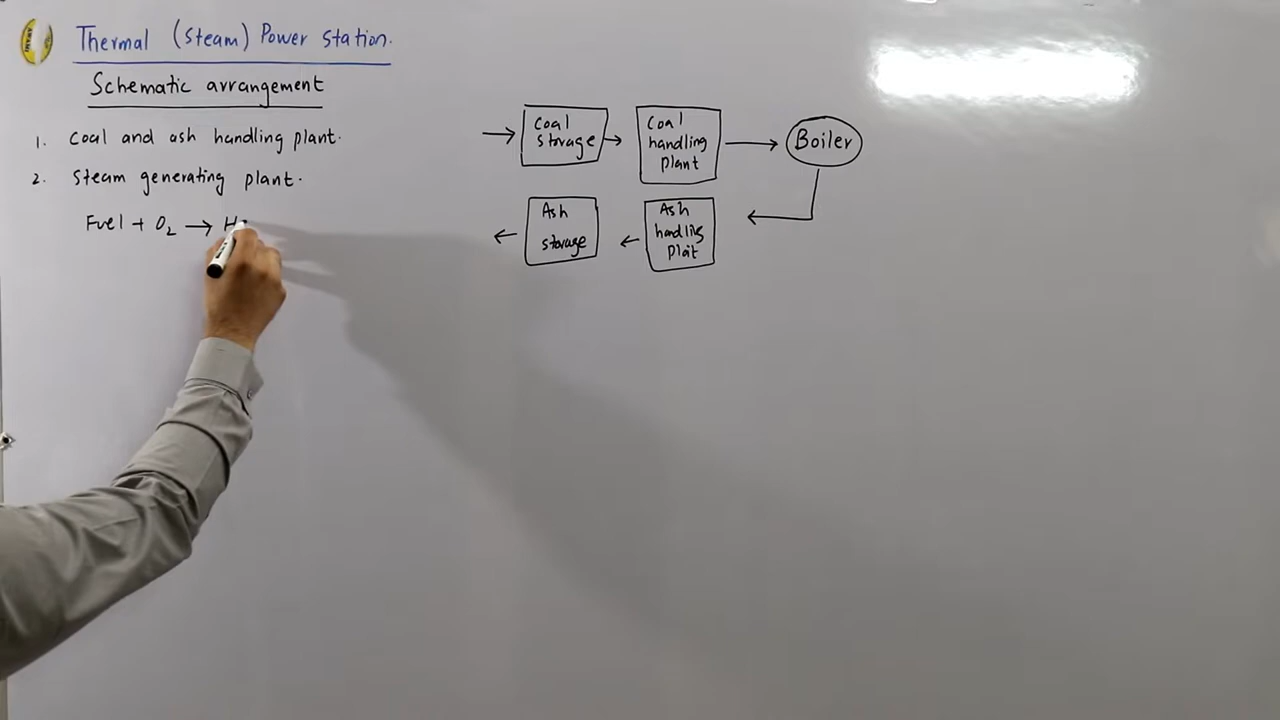 Thermal (steam) Power station.
Schematic arrangement
1. Coal and ash handling plant.
2. Steam generating plant.
Fuel + O₂ → H
→ Coal storage → Coal handling plant → Boiler
← Ash storage ← Ash handling ←